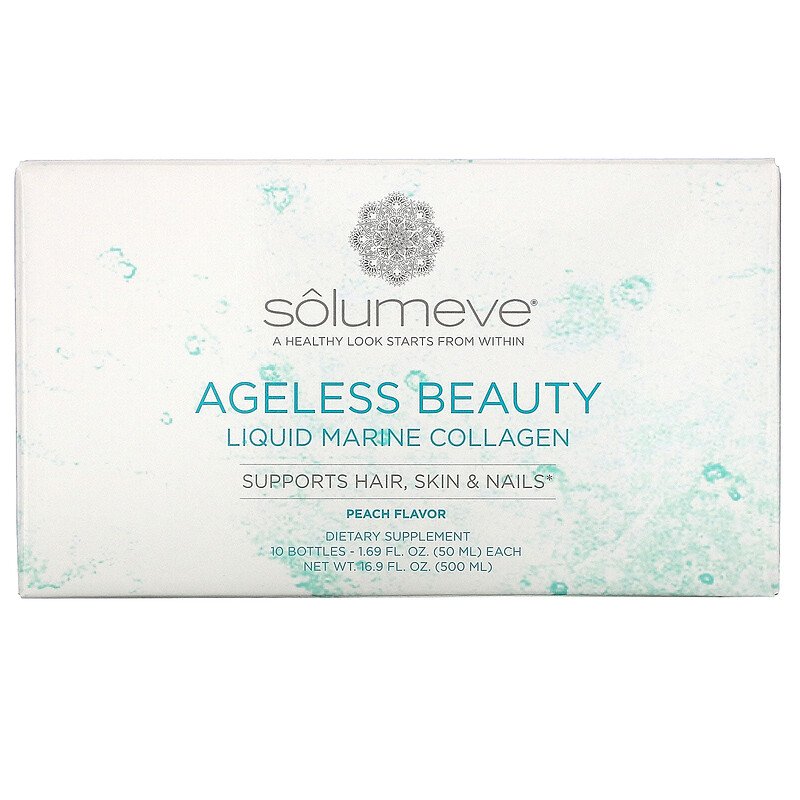 sôlumeve®
A HEALTHY LOOK STARTS FROM WITHIN
AGELESS BEAUTY
LIQUID MARINE COLLAGEN
SUPPORTS HAIR, SKIN & NAILS*
PEACH FLAVOR
DIETARY SUPPLEMENT
10 BOTTLES - 1.69 FL. OZ. (50 ML) EACH
NET WT. 16.9 FL. OZ. (500 ML)